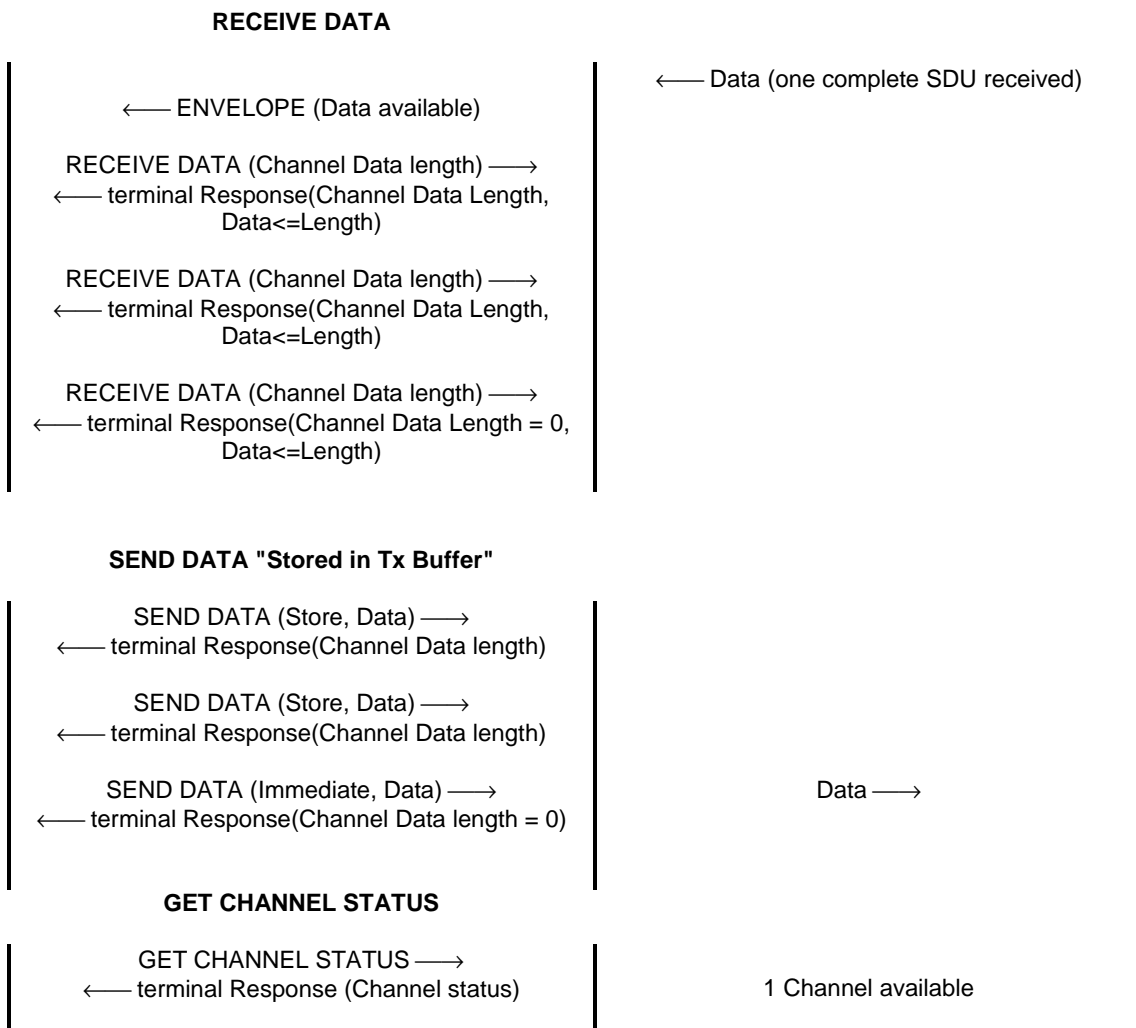 RECEIVE DATA
←── Data (one complete SDU received)
←── ENVELOPE (Data available)
RECEIVE DATA (Channel Data length) ──→
←── terminal Response(Channel Data Length,
Data<=Length)
RECEIVE DATA (Channel Data length) ──→
←── terminal Response(Channel Data Length,
Data<=Length)
RECEIVE DATA (Channel Data length) ──→
←── terminal Response(Channel Data Length = 0,
Data<=Length)
SEND DATA "Stored in Tx Buffer"
SEND DATA (Store, Data) ──→
←── terminal Response(Channel Data length)
SEND DATA (Store, Data) ──→
←── terminal Response(Channel Data length)
SEND DATA (Immediate, Data) ──→
Data ──→
←── terminal Response(Channel Data length = 0)
GET CHANNEL STATUS
GET CHANNEL STATUS ──→
←── terminal Response (Channel status)
1 Channel available